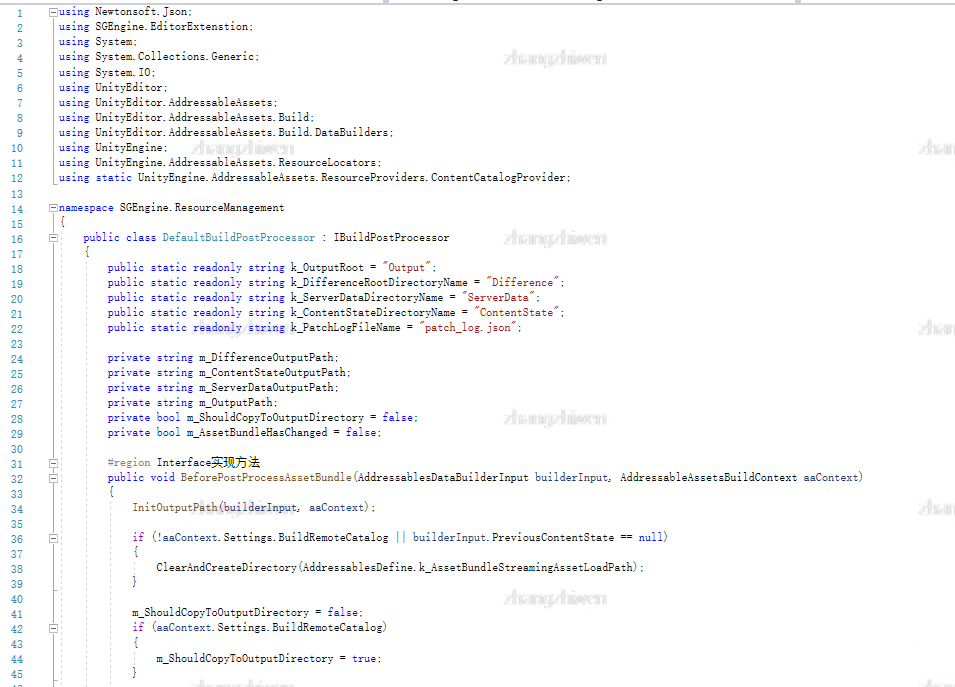 1 using Newtonsoft.Json;
2 using SGEngine.EditorExtenstion;
3 using System;
4 using System.Collections.Generic;
5 using System.IO;
6 using UnityEditor;
7 using UnityEditor.AddressableAssets;
8 using UnityEditor.AddressableAssets.Build;
9 using UnityEditor.AddressableAssets.Build.DataBuilders;
10 using UnityEngine;
11 using UnityEngine.AddressableAssets.ResourceLocators;
12 using static UnityEngine.AddressableAssets.ResourceProviders.ContentCatalogProvider;
13
14 namespace SGEngine.ResourceManagement
15 {
16 public class DefaultBuildPostProcessor : IBuildPostProcessor
17 {
18 public static readonly string k_OutputRoot = "Output";
19 public static readonly string k_DifferenceRootDirectoryName = "Difference";
20 public static readonly string k_ServerDataDirectoryName = "ServerData";
21 public static readonly string k_ContentStateDirectoryName = "ContentState";
22 public static readonly string k_PatchLogFileName = "patch_log.json";
23
24 private string m_DifferenceOutputPath;
25 private string m_ContentStateOutputPath;
26 private string m_ServerDataOutputPath;
27 private string m_OutputPath;
28 private bool m_ShouldCopyToOutputDirectory = false;
29 private bool m_AssetBundleHasChanged = false;
30
31 #region Interface实现方法
32 public void BeforePostProcessAssetBundle(AddressablesDataBuilderInput builderInput, AddressableAssetsBuildContext aaContext)
33 {
34 InitOutputPath(builderInput, aaContext);
35
36 if (!aaContext.Settings.BuildRemoteCatalog || builderInput.PreviousContentState == null)
37 {
38 ClearAndCreateDirectory(AddressablesDefine.k_AssetBundleStreamingAssetLoadPath);
39 }
40
41 m_ShouldCopyToOutputDirectory = false;
42 if (aaContext.Settings.BuildRemoteCatalog)
43 {
44 m_ShouldCopyToOutputDirectory = true;
45 }